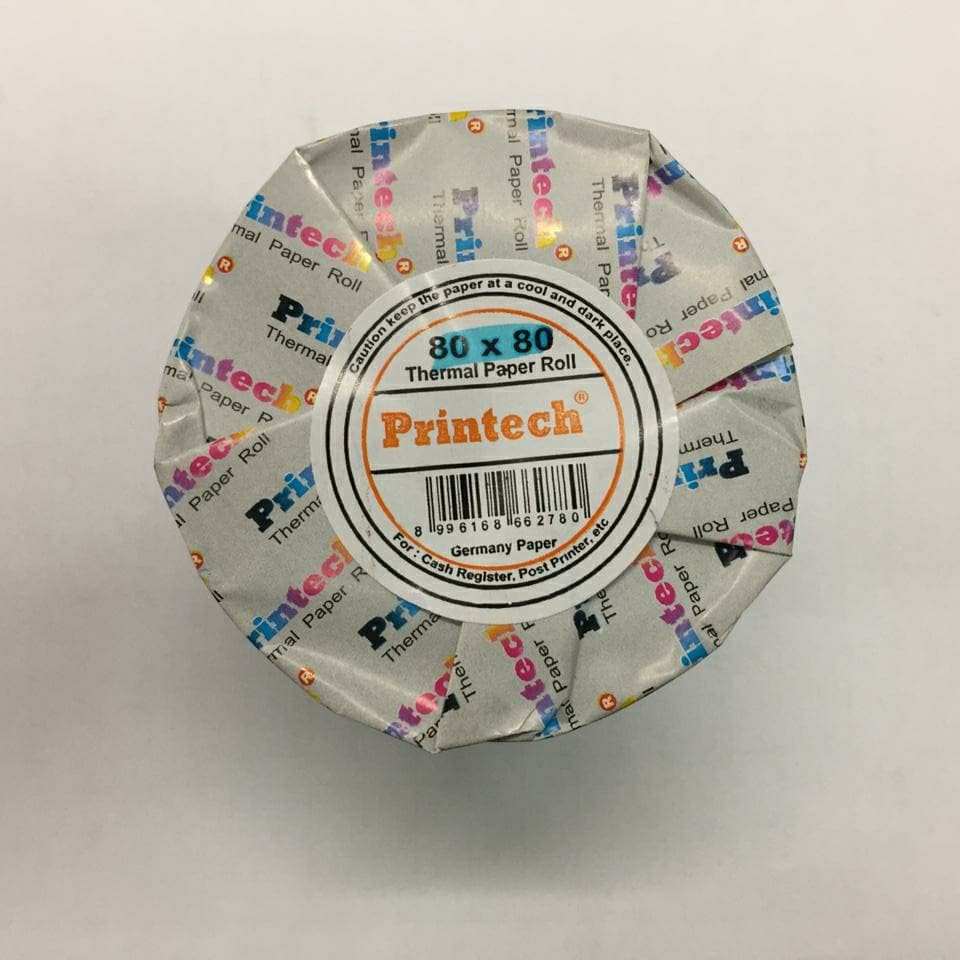 Caution keep the paper at a cool and dark place.
80 x 80
Thermal Paper Roll
Printech®
8 996168 662780
Germany Paper
For : Cash Register, Post Printer, etc
Printech®
Thermal Paper Roll